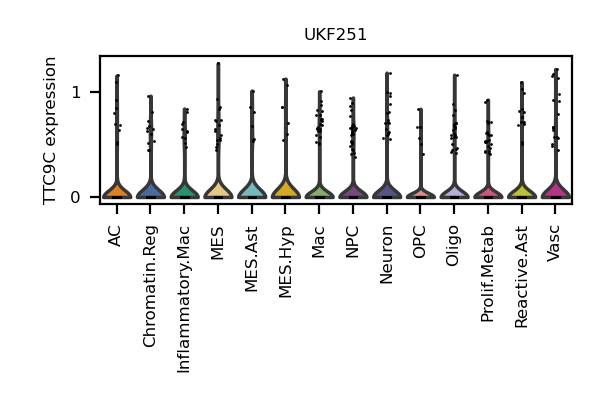 UKF251
TTC9C expression
1
0
AC
Chromatin.Reg
Inflammatory.Mac
MES
MES.Ast
MES.Hyp
Mac
NPC
Neuron
OPC
Oligo
Prolif.Metab
Reactive.Ast
Vasc